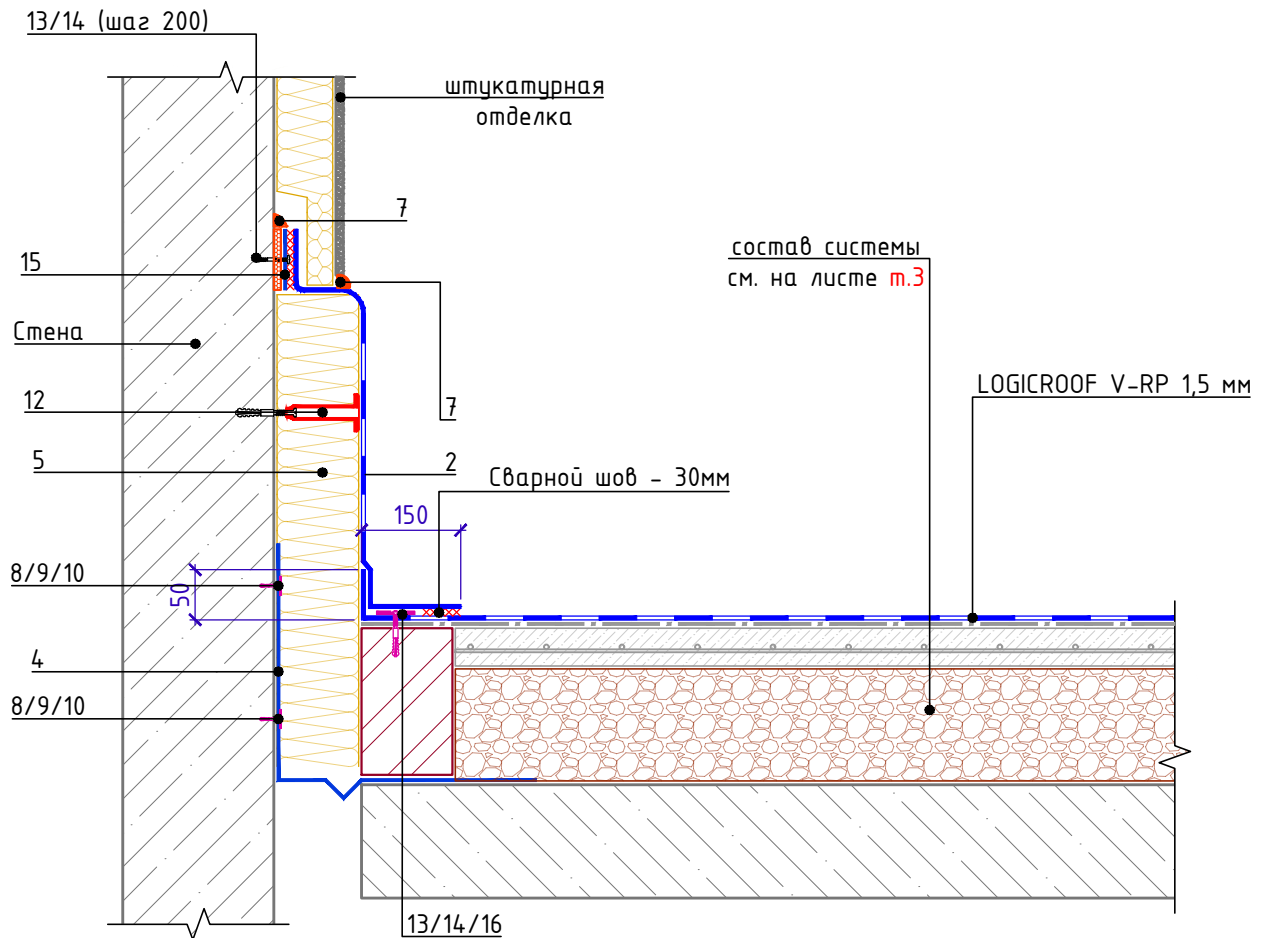 13/14 (шаг 200)
штукатурная
отделка
7
15
состав системы
см. на листе т.3
Стена
LOGICROOF V-RP 1,5 мм
12
7
5
2
Сварной шов - 30мм
150
8/9/10
50
4
8/9/10
13/14/16